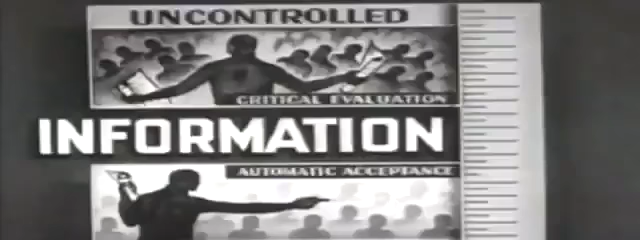 UNCONTROLLED
CRITICAL EVALUATION
INFORMATION
AUTOMATIC ACCEPTANCE